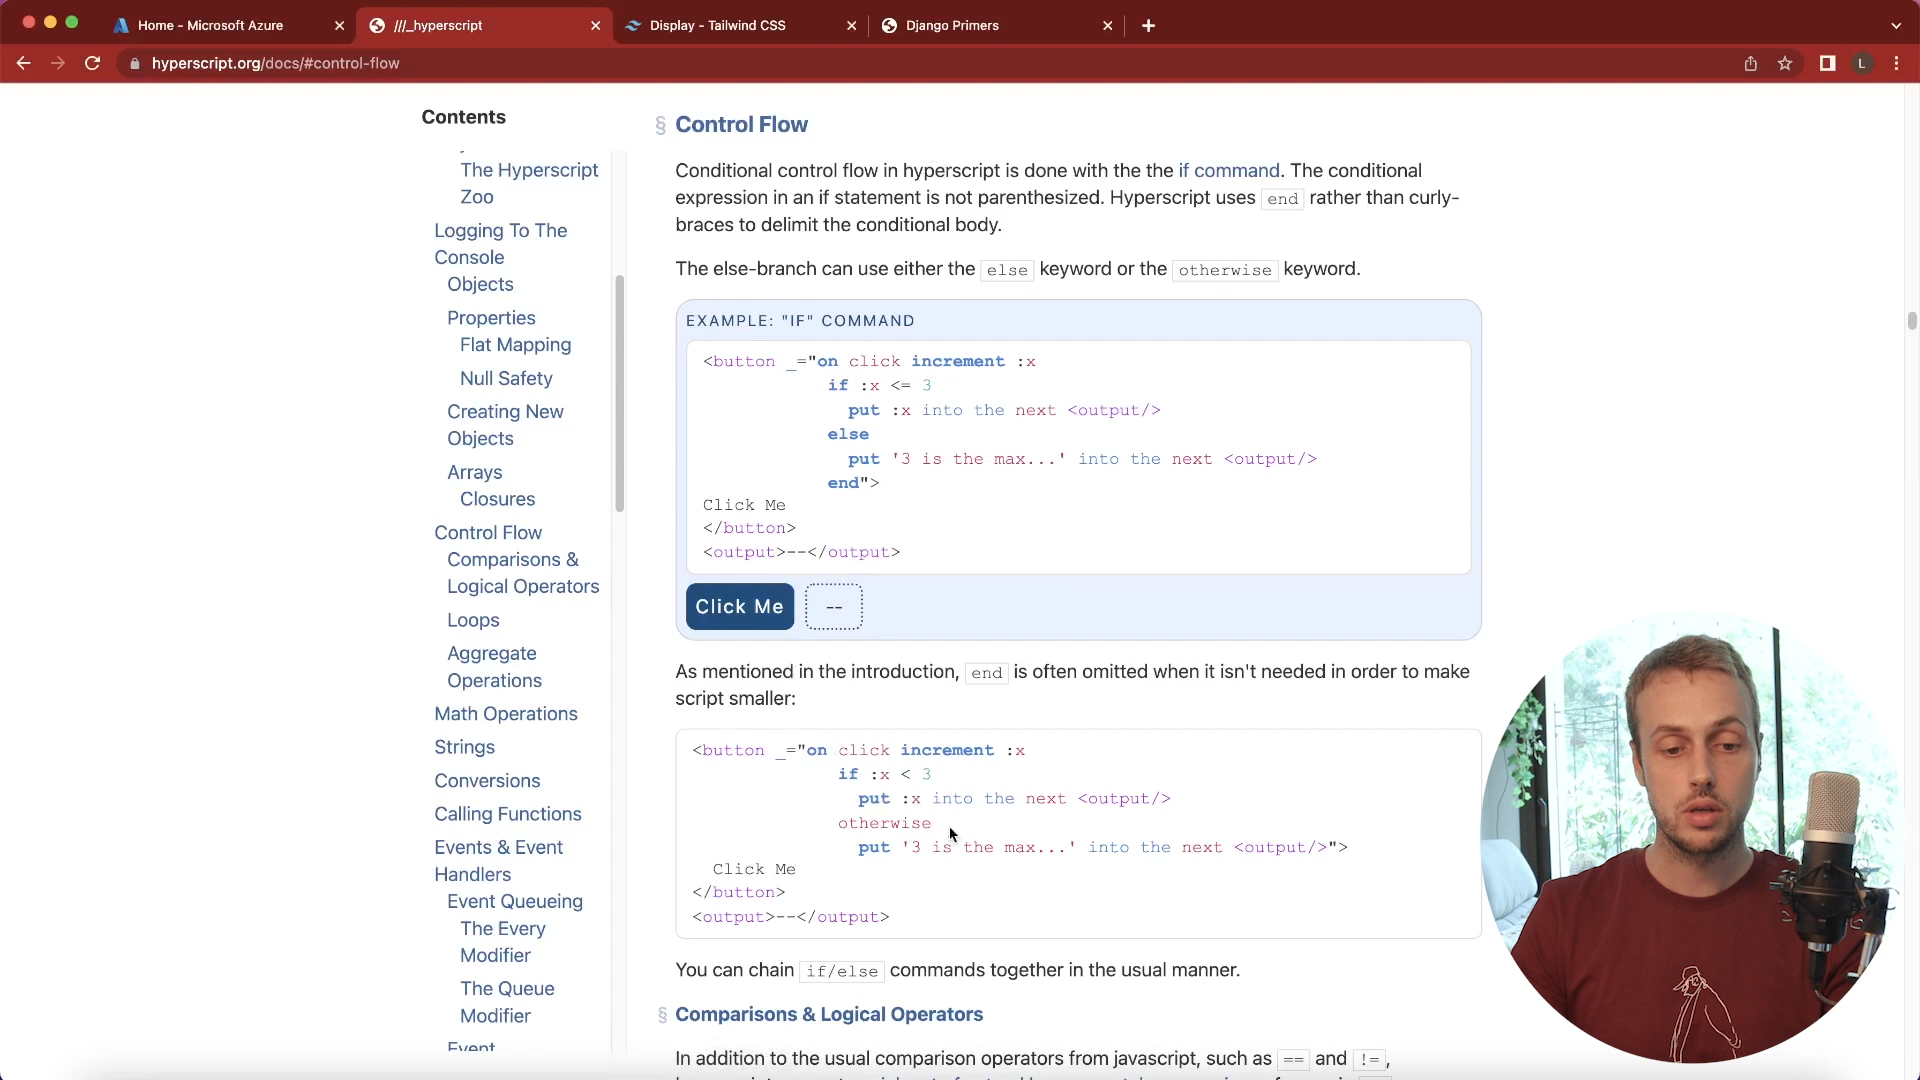 Home - Microsoft Azure
///_hyperscript
Display - Tailwind CSS
Django Primers
hyperscript.org/docs/#control-flow
L
Contents
The Hyperscript
Zoo
Logging To The
Console
Objects
Properties
Flat Mapping
Null Safety
Creating New
Objects
Arrays
Closures
Control Flow
Comparisons &
Logical Operators
Loops
Aggregate
Operations
Math Operations
Strings
Conversions
Calling Functions
Events & Event
Handlers
Event Queueing
The Every
Modifier
The Queue
Modifier
Event
§ Control Flow
Conditional control flow in hyperscript is done with the the if command. The conditional
expression in an if statement is not parenthesized. Hyperscript uses end rather than curly-
braces to delimit the conditional body.
The else-branch can use either the else keyword or the otherwise keyword.
EXAMPLE: "IF" COMMAND
<button _="on click increment :x
if :x <= 3
put :x into the next <output/>
else
put '3 is the max...' into the next <output/>
end">
Click Me
</button>
<output>--</output>
Click Me
--
As mentioned in the introduction, end is often omitted when it isn't needed in order to make
script smaller:
<button _="on click increment :x
if :x < 3
put :x into the next <output/>
otherwise
put '3 is the max...' into the next <output/>">
Click Me
</button>
<output>--</output>
You can chain if/else commands together in the usual manner.
§ Comparisons & Logical Operators
In addition to the usual comparison operators from javascript, such as == and !=,